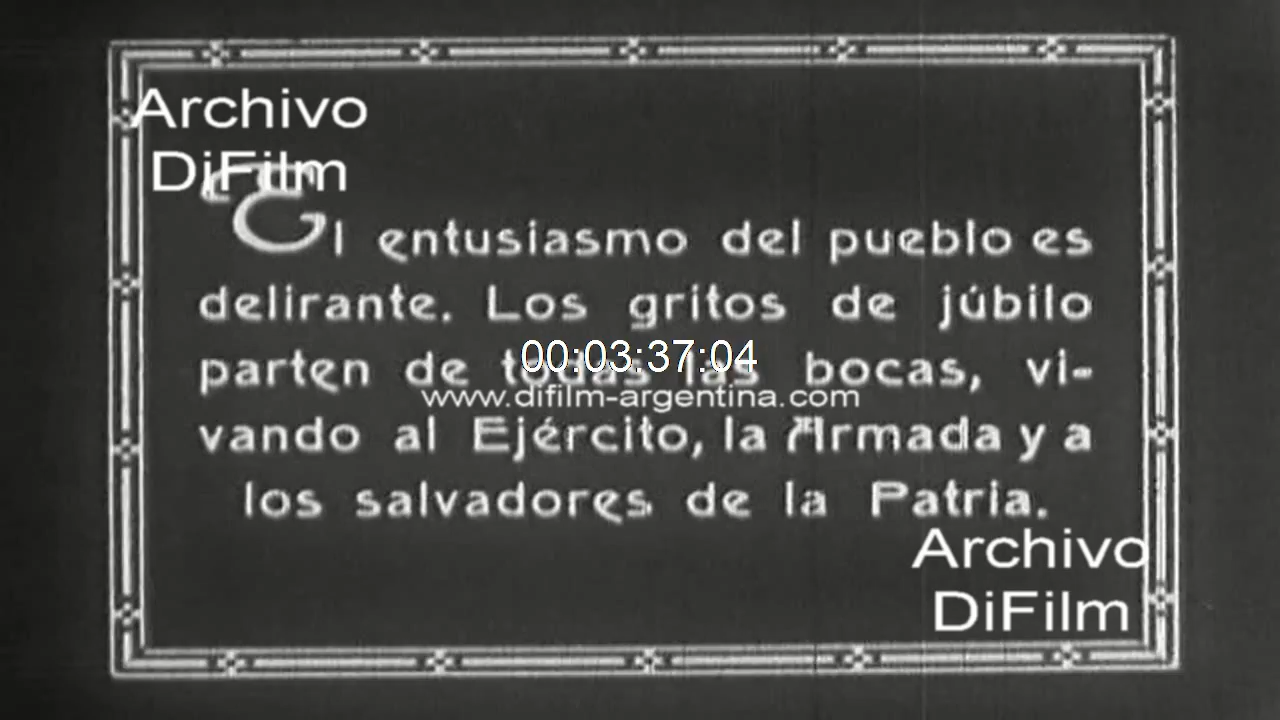 Archivo
DiFilm
El entusiasmo del pueblo es
delirante. Los gritos de júbilo
00:03:37:04
parten de todas las bocas, vi-
www.difilm-argentina.com
vando al Ejército, la Armada y a
los salvadores de la Patria.
Archivo
DiFilm